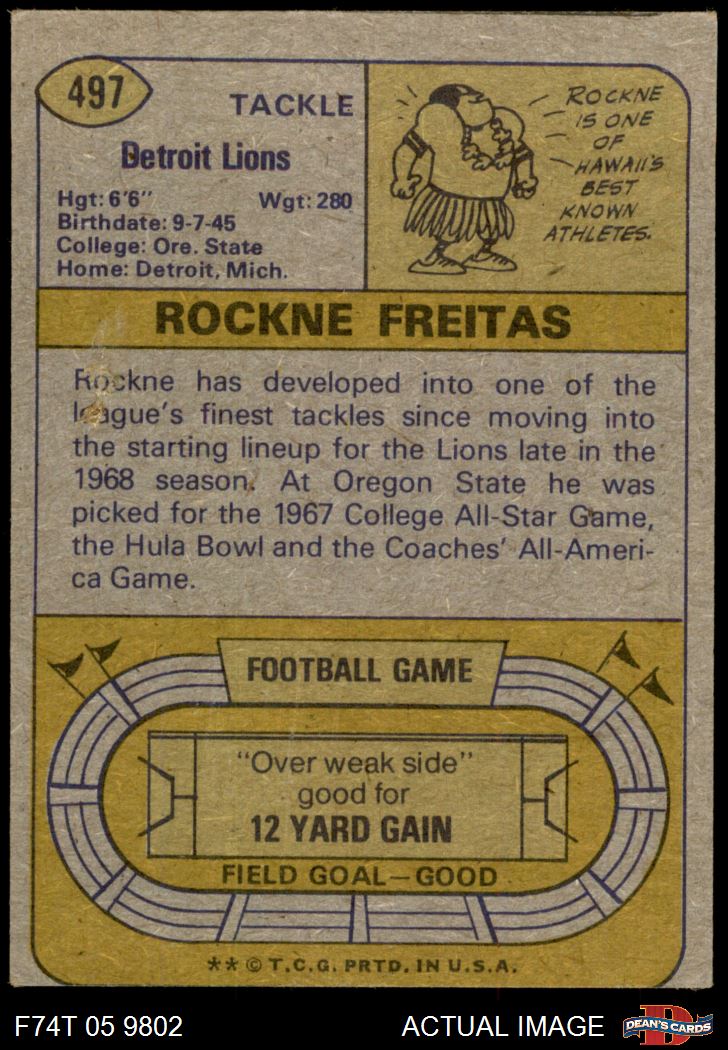 497
TACKLE
Detroit Lions
Hgt: 6'6" Wgt: 280
Birthdate: 9-7-45
College: Ore. State
Home: Detroit, Mich.
ROCKNE
IS ONE
OF
HAWAII'S
BEST
KNOWN
ATHLETES.
ROCKNE FREITAS
Rockne has developed into one of the
league's finest tackles since moving into
the starting lineup for the Lions late in the
1968 season. At Oregon State he was
picked for the 1967 College All-Star Game,
the Hula Bowl and the Coaches' All-Ameri-
ca Game.
FOOTBALL GAME
"Over weak side"
good for
12 YARD GAIN
FIELD GOAL—GOOD
** © T.C.G. PRTD. IN U.S.A.
F74T 05 9802 ACTUAL IMAGE
D
DEAN'S CARDS